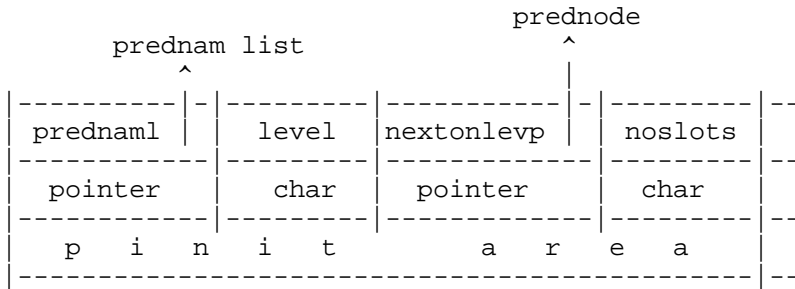 prednode
prednam list
prednaml level nextonlevp noslots
pointer char pointer char
p i n i t a r e a